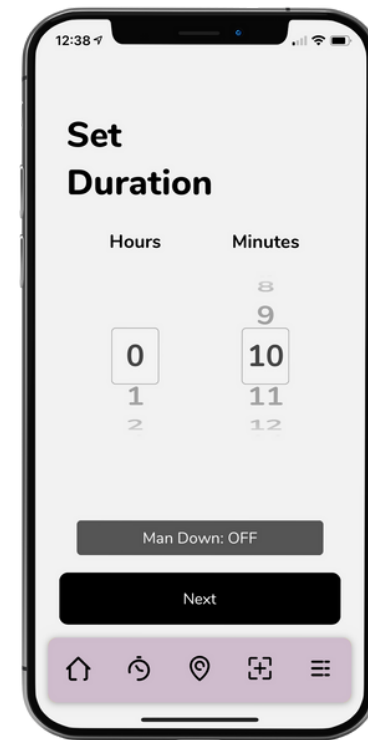 12:38
Set
Duration
Hours Minutes
8
9
0 10
1 11
2 12
Man Down: OFF
Next